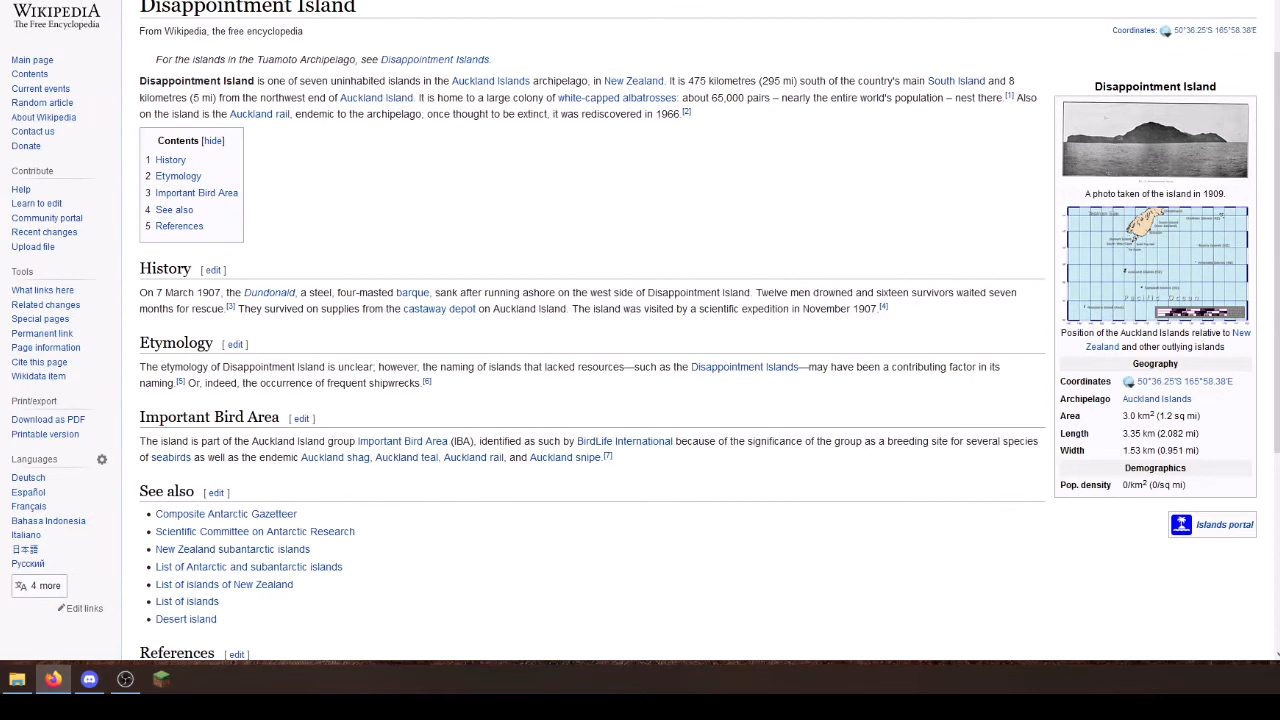 WIKIPEDIA
The Free Encyclopedia
Main page
Contents
Current events
Random article
About Wikipedia
Contact us
Donate
Contribute
Help
Learn to edit
Community portal
Recent changes
Upload file
Tools
What links here
Related changes
Special pages
Permanent link
Page information
Cite this page
Wikidata item
Print/export
Download as PDF
Printable version
Languages
Deutsch
Español
Français
Bahasa Indonesia
Italiano
日本語
Русский
4 more
Edit links
Disappointment Island
From Wikipedia, the free encyclopedia
Coordinates: 50°36.25′S 165°58.38′E
For the islands in the Tuamoto Archipelago, see Disappointment Islands.
Disappointment Island is one of seven uninhabited islands in the Auckland Islands archipelago, in New Zealand. It is 475 kilometres (295 mi) south of the country's main South Island and 8
kilometres (5 mi) from the northwest end of Auckland Island. It is home to a large colony of white-capped albatrosses: about 65,000 pairs – nearly the entire world's population – nest there.[1] Also
on the island is the Auckland rail, endemic to the archipelago, once thought to be extinct, it was rediscovered in 1966.[2]
Contents [hide]
1 History
2 Etymology
3 Important Bird Area
4 See also
5 References
History [ edit ]
On 7 March 1907, the Dundonald, a steel, four-masted barque, sank after running ashore on the west side of Disappointment Island. Twelve men drowned and sixteen survivors waited seven
months for rescue.[3] They survived on supplies from the castaway depot on Auckland Island. The island was visited by a scientific expedition in November 1907.[4]
Etymology [ edit ]
The etymology of Disappointment Island is unclear; however, the naming of islands that lacked resources—such as the Disappointment Islands—may have been a contributing factor in its
naming.[5] Or, indeed, the occurrence of frequent shipwrecks.[6]
Important Bird Area [ edit ]
The island is part of the Auckland Island group Important Bird Area (IBA), identified as such by BirdLife International because of the significance of the group as a breeding site for several species
of seabirds as well as the endemic Auckland shag, Auckland teal, Auckland rail, and Auckland snipe.[7]
See also [ edit ]
• Composite Antarctic Gazetteer
• Scientific Committee on Antarctic Research
• New Zealand subantarctic islands
• List of Antarctic and subantarctic islands
• List of islands of New Zealand
• List of islands
• Desert island
References [ edit ]
Disappointment Island
A photo taken of the island in 1909.
Pacific Ocean
Position of the Auckland Islands relative to New
Zealand and other outlying islands
Geography
Coordinates 50°36.25′S 165°58.38′E
Archipelago Auckland Islands
Area 3.0 km2 (1.2 sq mi)
Length 3.35 km (2.082 mi)
Width 1.53 km (0.951 mi)
Demographics
Pop. density 0/km2 (0/sq mi)
Islands portal